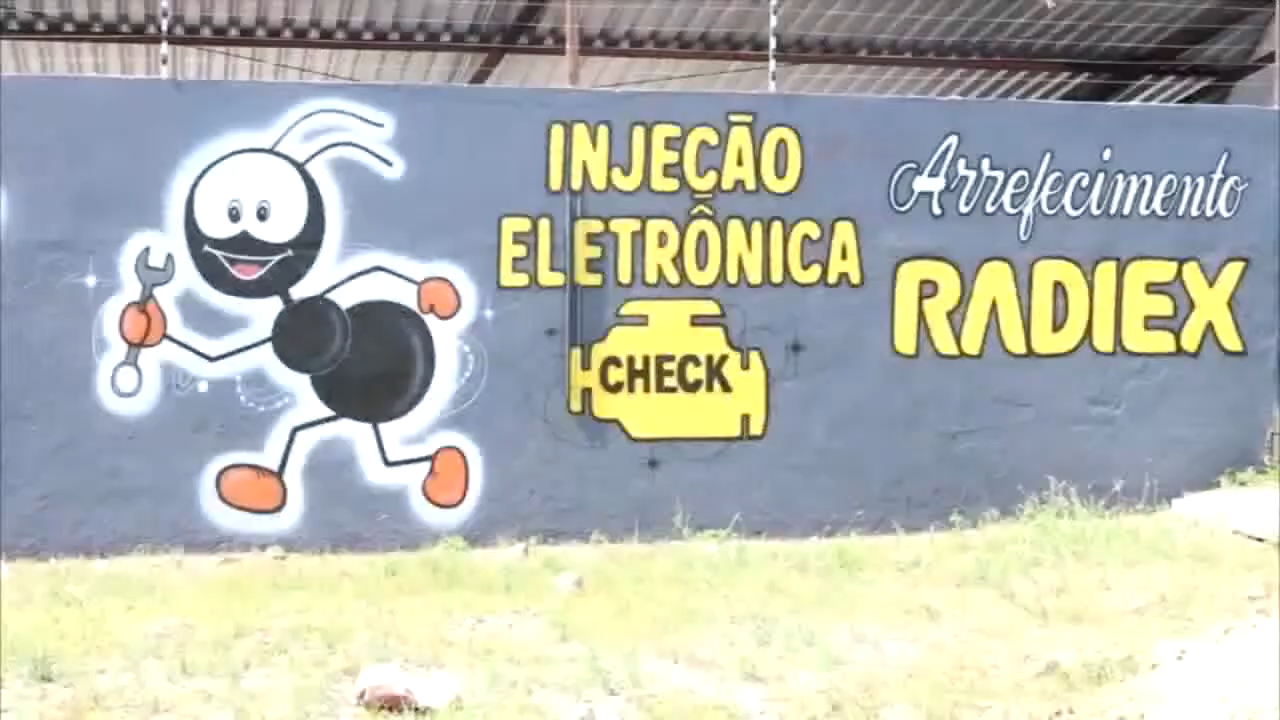 INJEÇÃO
ELETRÔNICA
CHECK
Arrefecimento
RADIEX